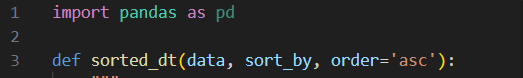 1 import pandas as pd
2
3 def sorted_dt(data, sort_by, order='asc'):